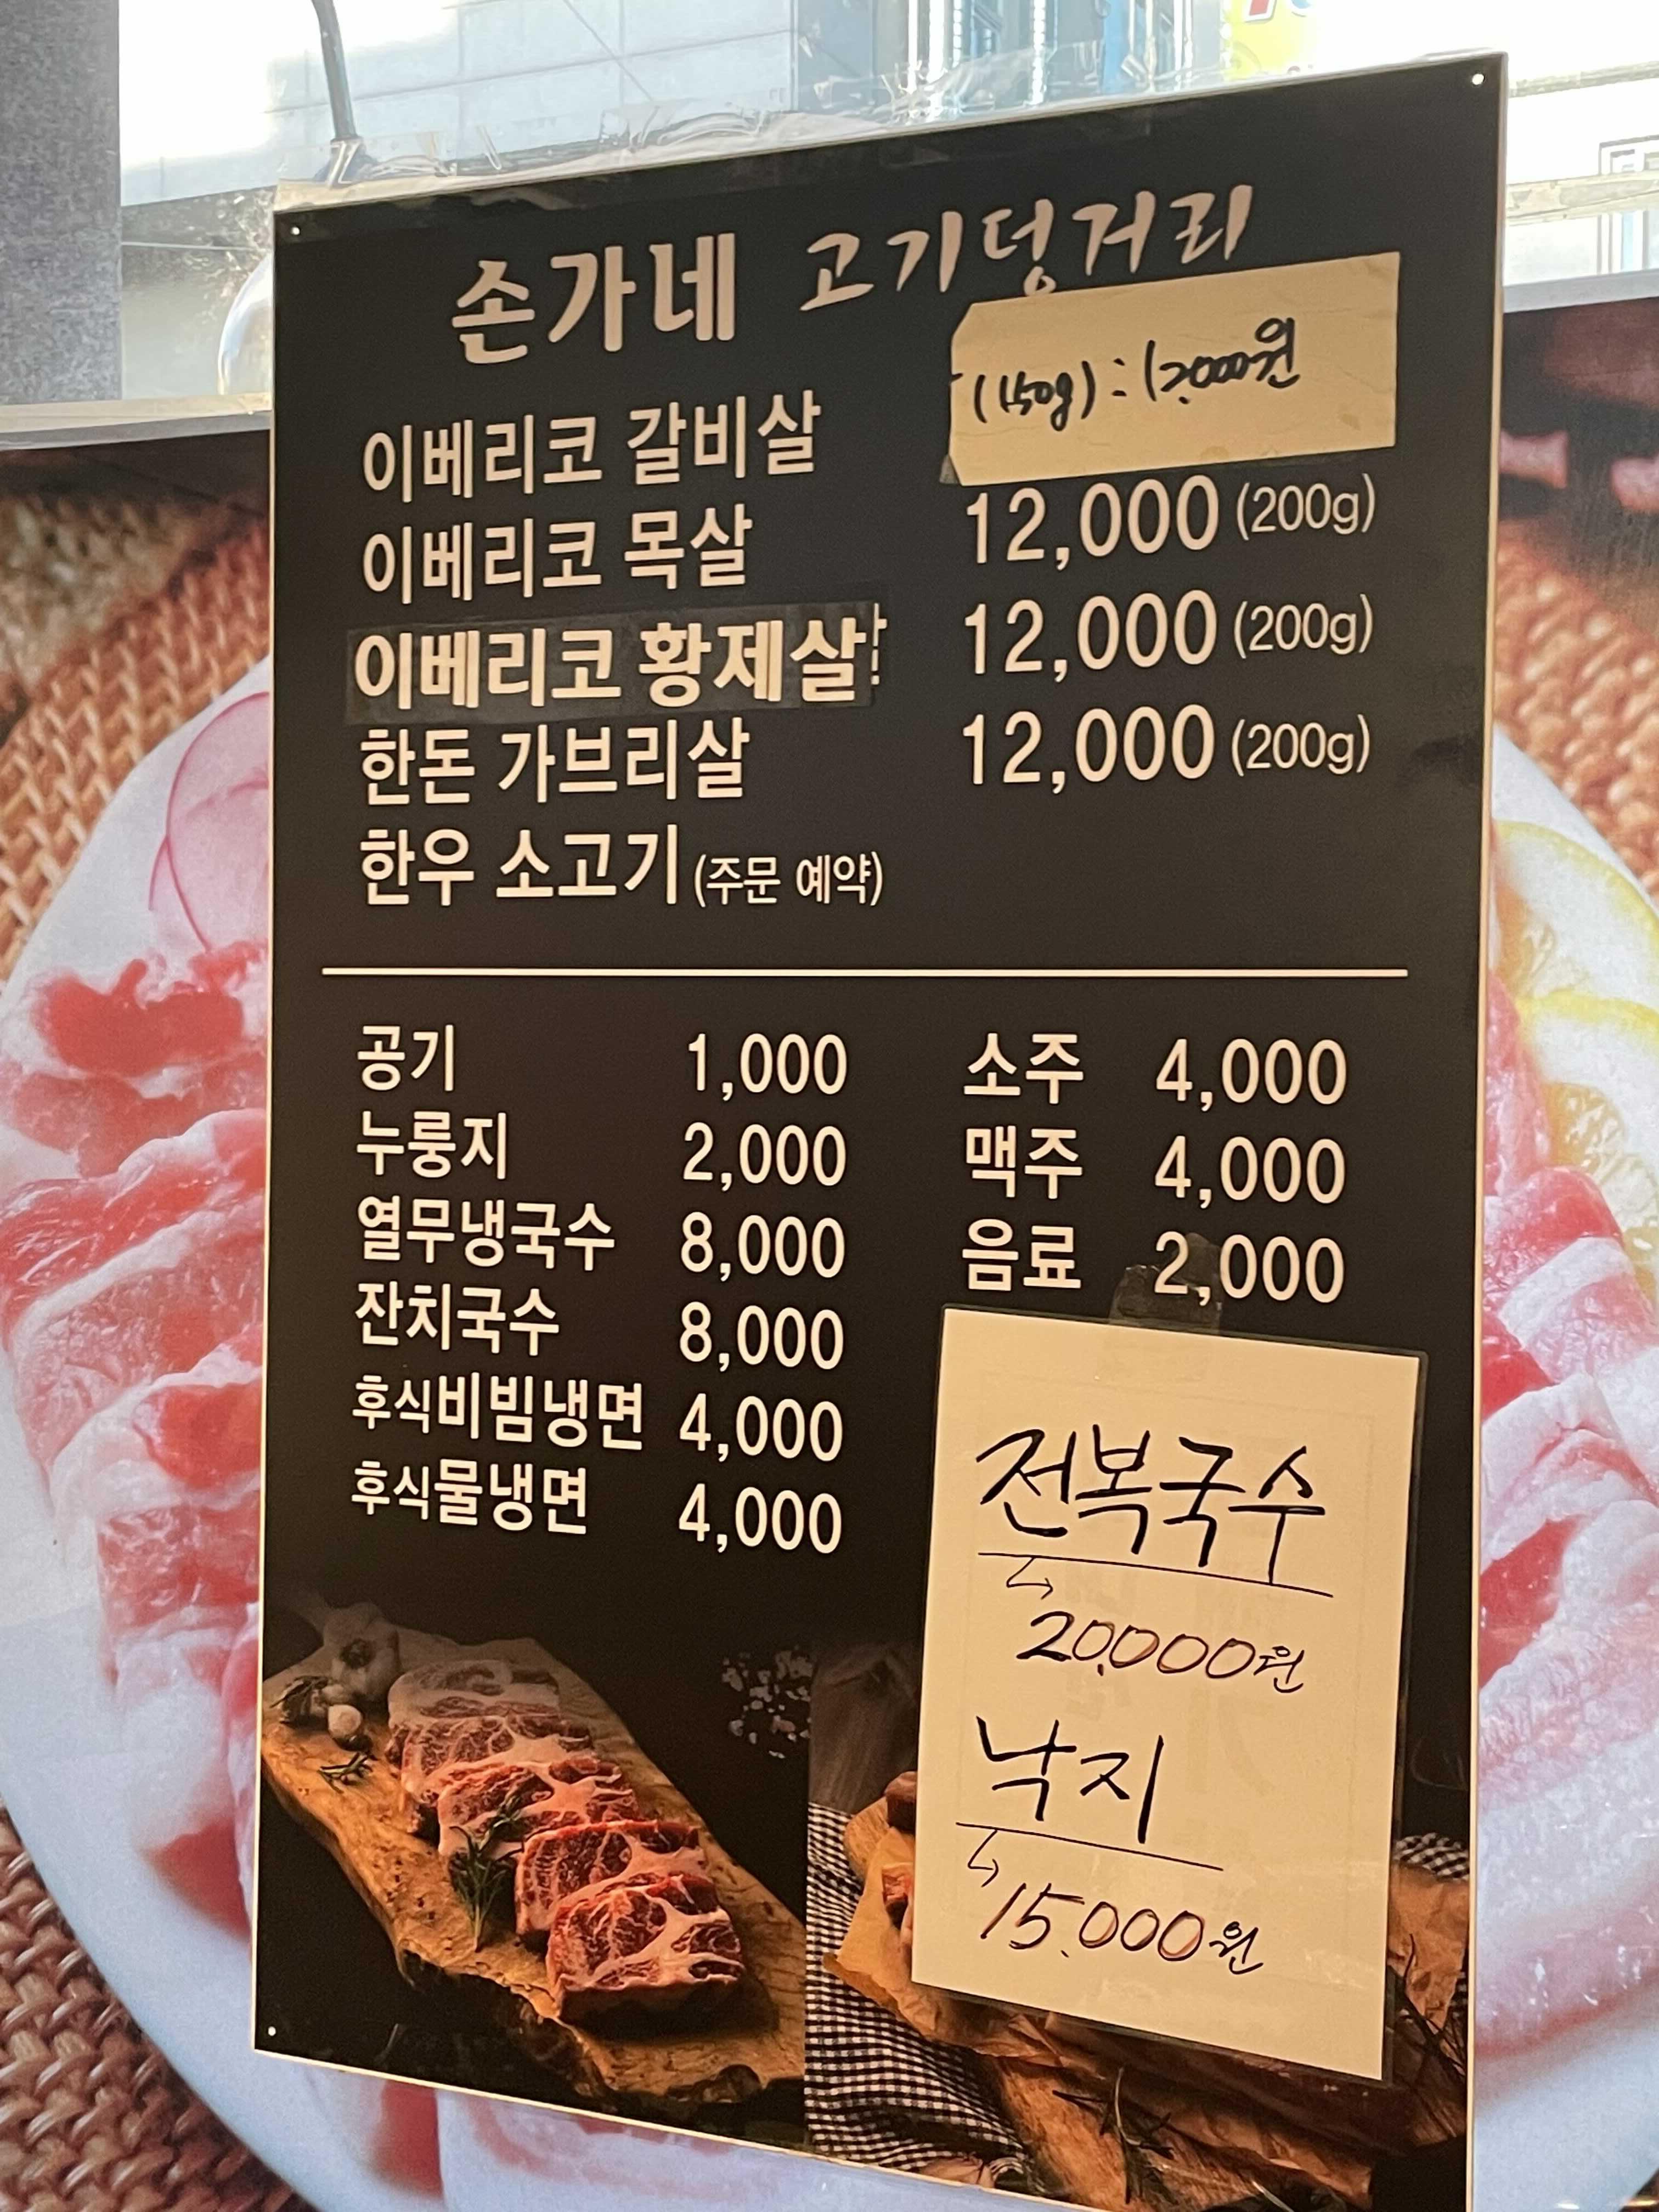 손가네 고기덩거리
(150g) : 12,000원
이베리코 갈비살
이베리코 목살 12,000 (200g)
이베리코 황제살 12,000 (200g)
한돈 가브리살 12,000 (200g)
한우 소고기 (주문 예약)
공기 1,000
누룽지 2,000
열무냉국수 8,000
잔치국수 8,000
후식비빔냉면 4,000
후식물냉면 4,000
소주 4,000
맥주 4,000
음료 2,000
전복국수
↳ 20,000원
낙지
↳ 15,000원